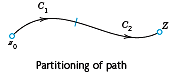 C₁
C₂
Z
z₀
Partitioning of path